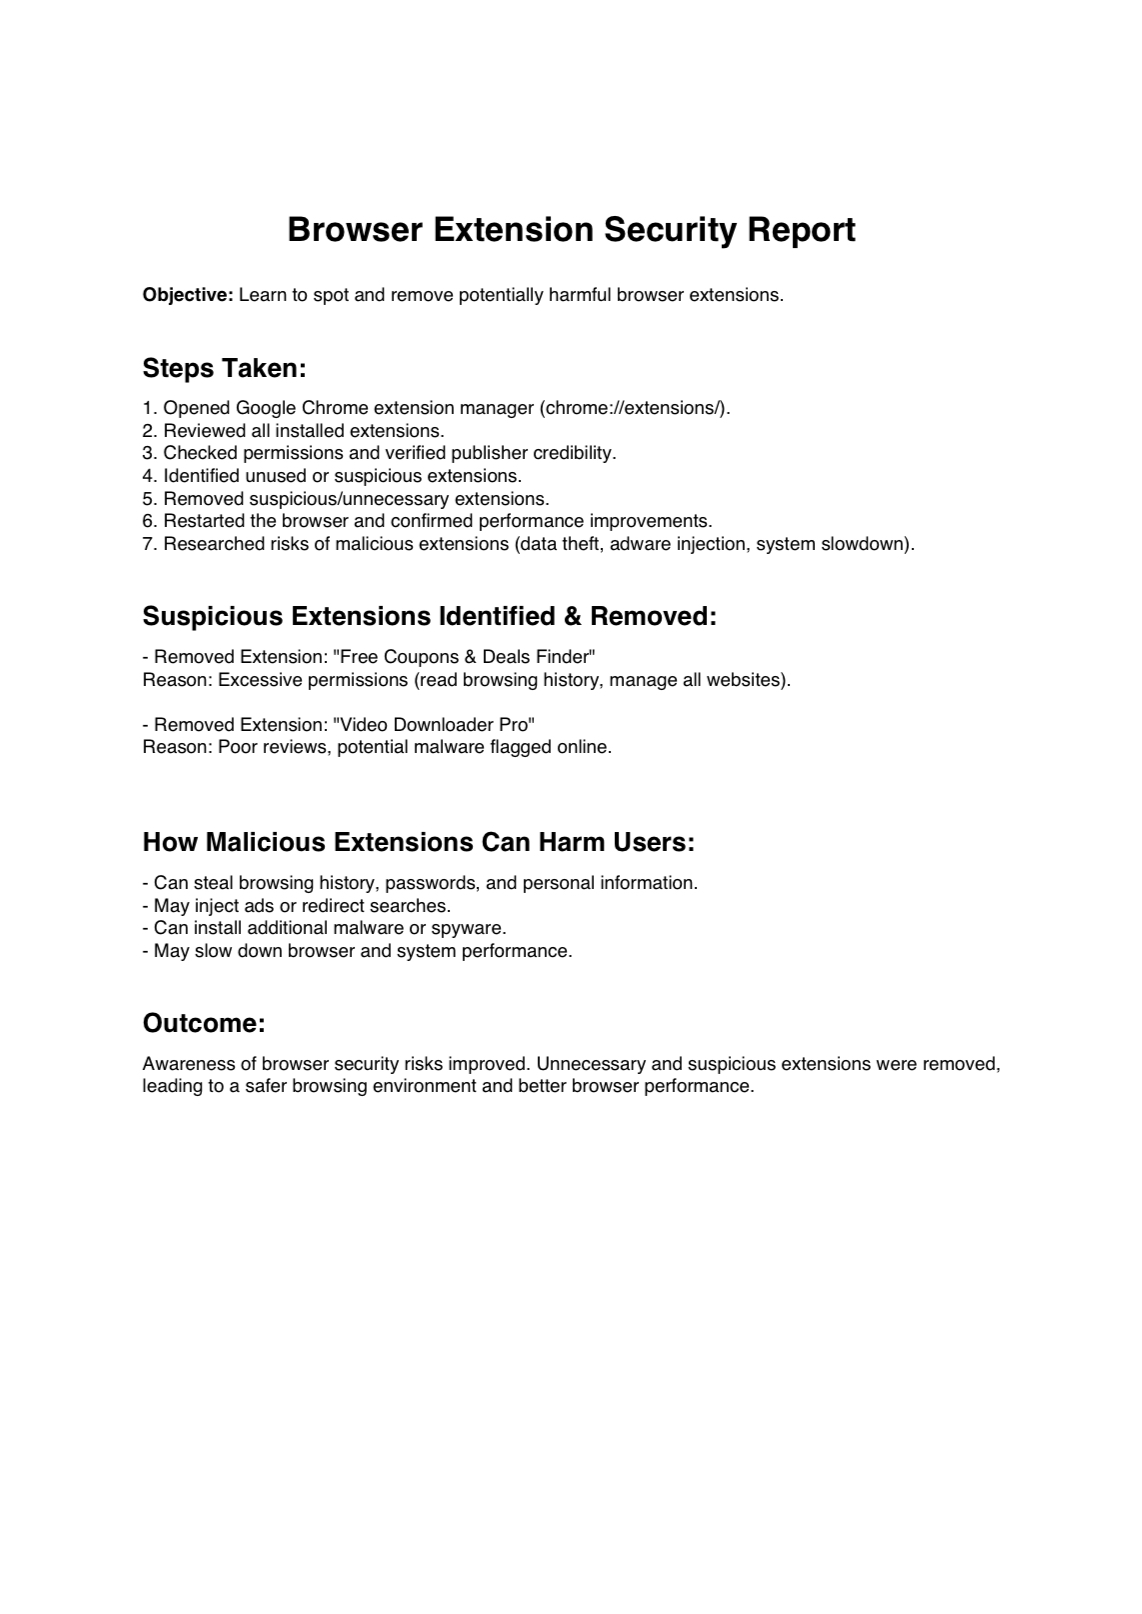 Browser Extension Security Report
Objective: Learn to spot and remove potentially harmful browser extensions.
Steps Taken:
1. Opened Google Chrome extension manager (chrome://extensions/).
2. Reviewed all installed extensions.
3. Checked permissions and verified publisher credibility.
4. Identified unused or suspicious extensions.
5. Removed suspicious/unnecessary extensions.
6. Restarted the browser and confirmed performance improvements.
7. Researched risks of malicious extensions (data theft, adware injection, system slowdown).
Suspicious Extensions Identified & Removed:
- Removed Extension: "Free Coupons & Deals Finder"
Reason: Excessive permissions (read browsing history, manage all websites).
- Removed Extension: "Video Downloader Pro"
Reason: Poor reviews, potential malware flagged online.
How Malicious Extensions Can Harm Users:
- Can steal browsing history, passwords, and personal information.
- May inject ads or redirect searches.
- Can install additional malware or spyware.
- May slow down browser and system performance.
Outcome:
Awareness of browser security risks improved. Unnecessary and suspicious extensions were removed,
leading to a safer browsing environment and better browser performance.